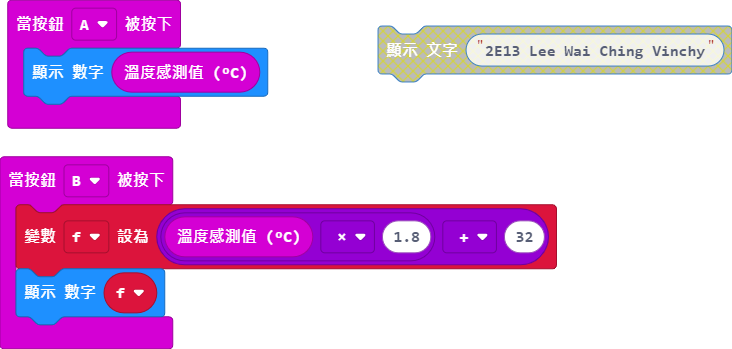 當按鈕 A 被按下
顯示 數字 溫度感測值 (ºC)
顯示 文字 "2E13 Lee Wai Ching Vinchy"
當按鈕 B 被按下
變數 f 設為 溫度感測值 (ºC) × 1.8 + 32
顯示 數字 f